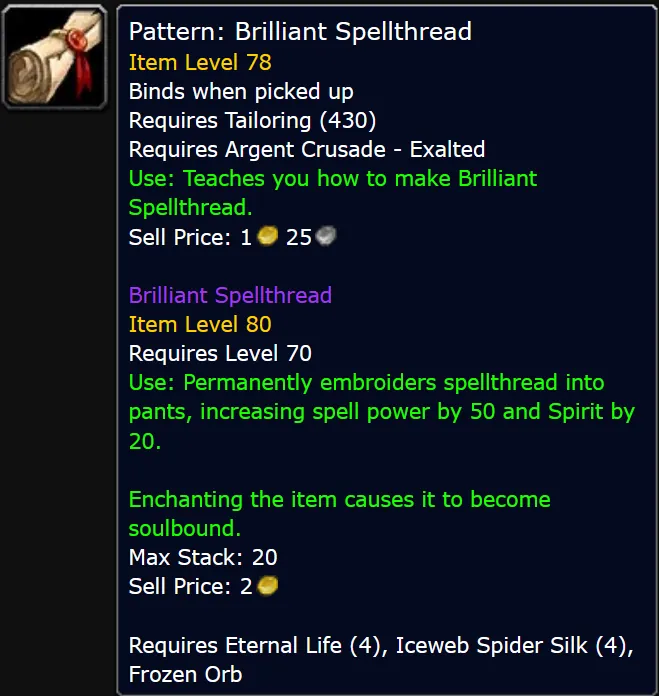 Pattern: Brilliant Spellthread
Item Level 78
Binds when picked up
Requires Tailoring (430)
Requires Argent Crusade - Exalted
Use: Teaches you how to make Brilliant
Spellthread.
Sell Price: 1 25
Brilliant Spellthread
Item Level 80
Requires Level 70
Use: Permanently embroiders spellthread into
pants, increasing spell power by 50 and Spirit by
20.
Enchanting the item causes it to become
soulbound.
Max Stack: 20
Sell Price: 2
Requires Eternal Life (4), Iceweb Spider Silk (4),
Frozen Orb